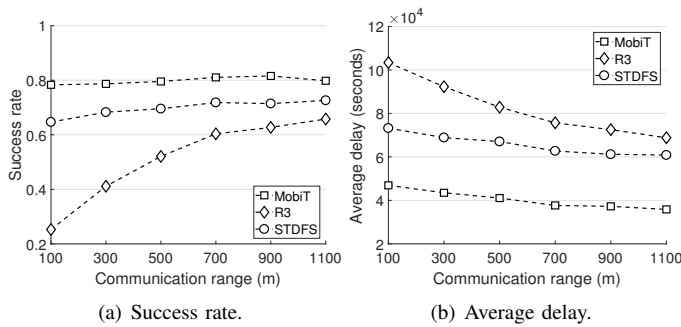 1
0.8
0.6
0.4
0.2
Success rate
MobiT
R3
STDFS
100 300 500 700 900 1100
Communication range (m)
(a) Success rate.
×10⁴
12
10
8
6
4
2
Average delay (seconds)
MobiT
R3
STDFS
100 300 500 700 900 1100
Communication range (m)
(b) Average delay.